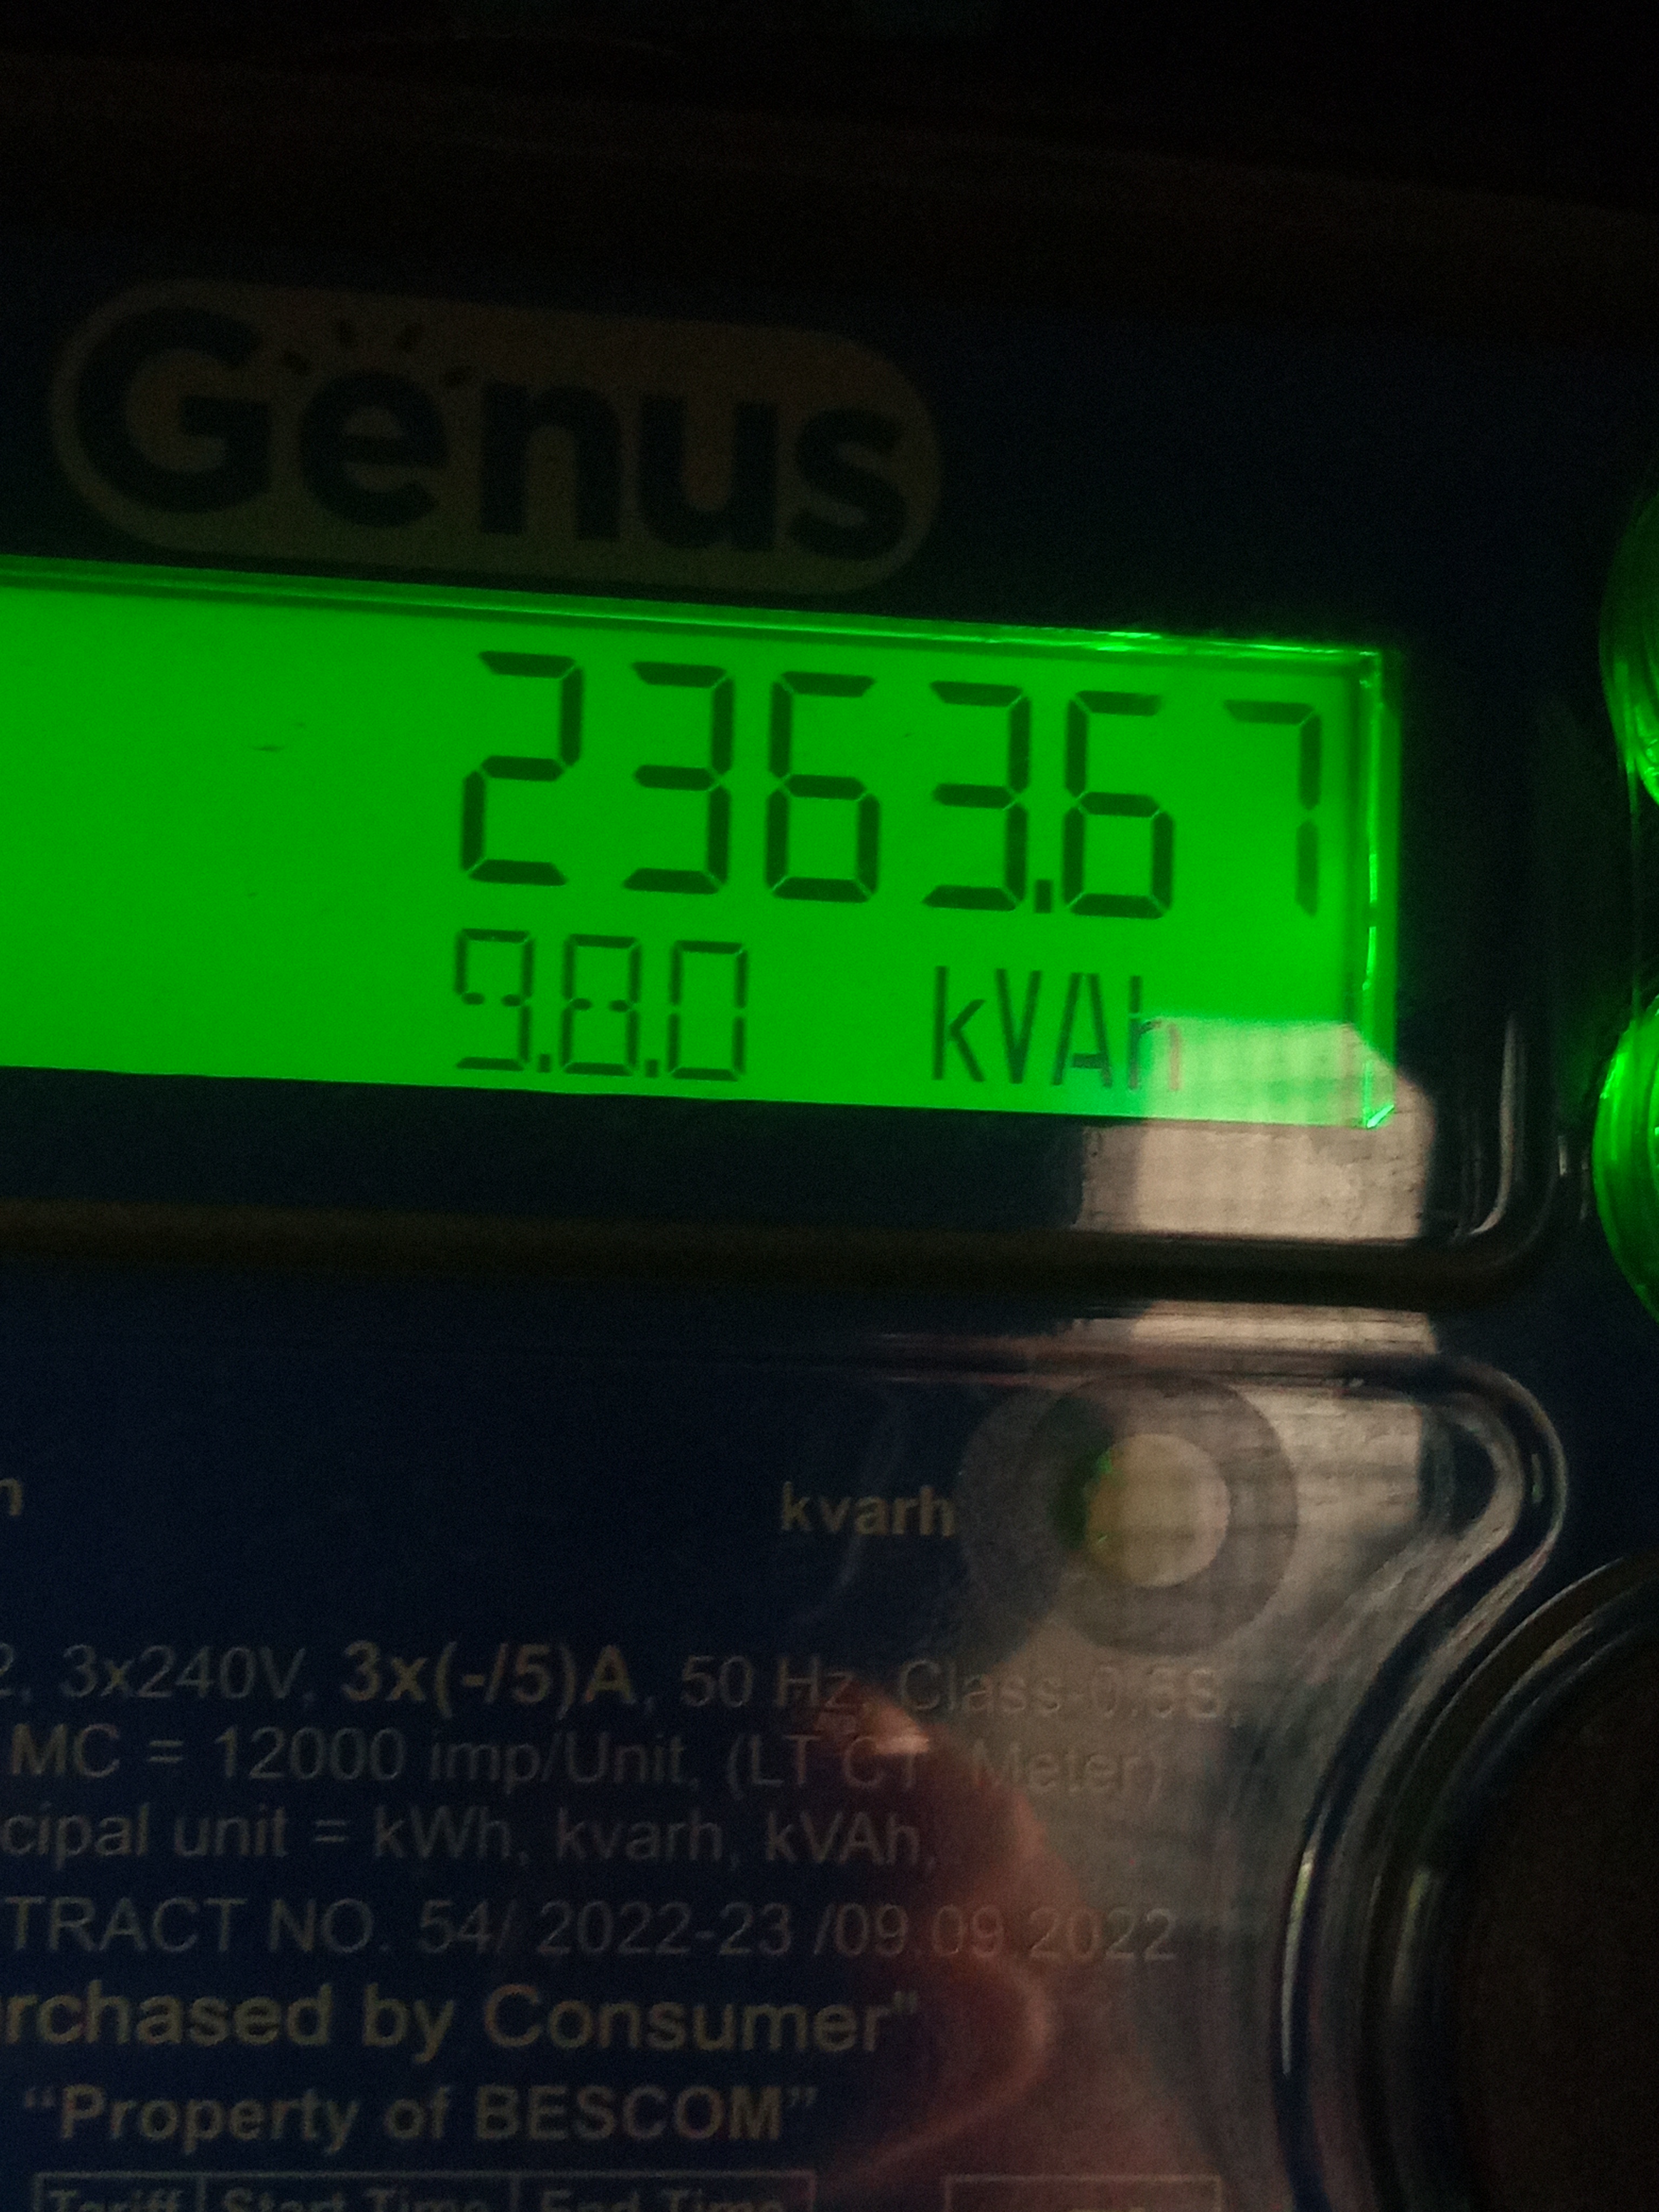 Genus
2363.67
9.8.0 kVAh
kvarh
3x240V, 3x(-/5)A, 50 Hz, Class 0.5S,
MC = 12000 imp/Unit, (LT CT Meter)
cipal unit = kWh, kvarh, kVAh,
TRACT NO. 54/ 2022-23 /09.09.2022
rchased by Consumer"
“Property of BESCOM”
Tariff Start Time End Time